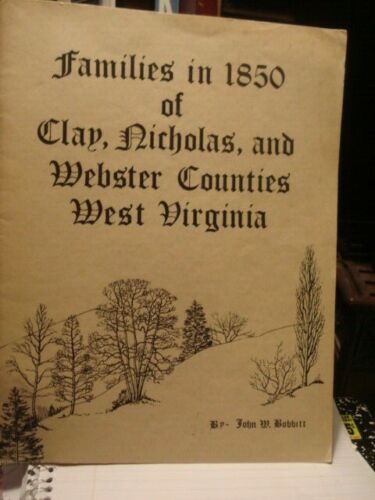 Families in 1850
of
Clay, Nicholas, and
Webster Counties
West Virginia
By- John W. Bobbitt